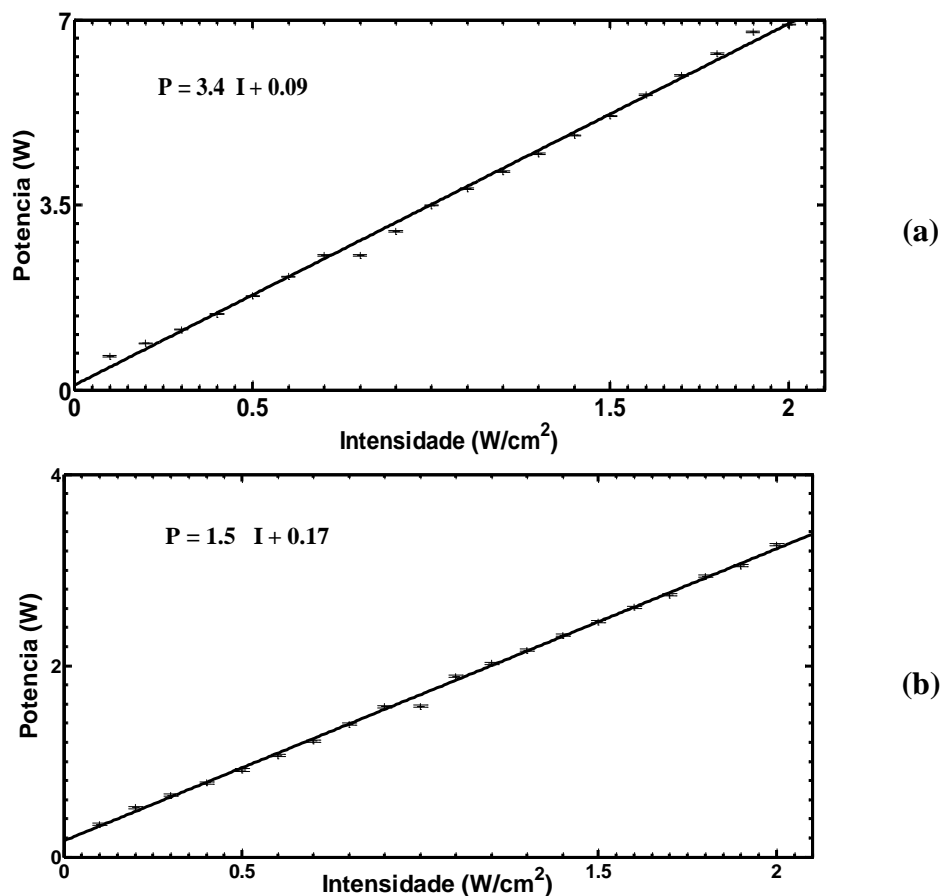 7
P = 3.4 I + 0.09
Potencia (W)
3.5
(a)
0
0 0.5 1.5 2
Intensidade (W/cm²)
4
P = 1.5 I + 0.17
Potencia (W)
2
(b)
0
0 0.5 1.5 2
Intensidade (W/cm²)